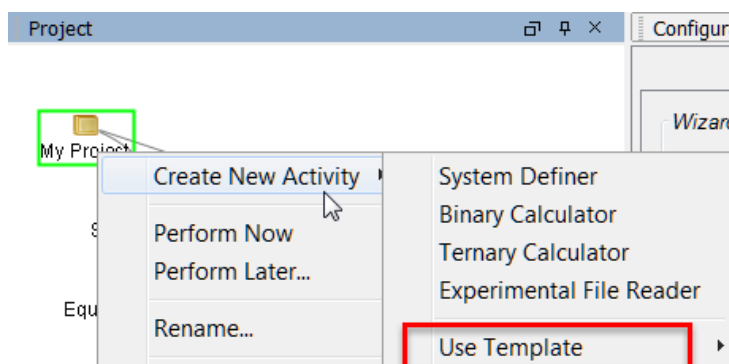 Project
Configur
Wizar
My Project
Create New Activity
System Definer
Binary Calculator
Perform Now
Ternary Calculator
Perform Later...
Experimental File Reader
Equ
Rename...
Use Template